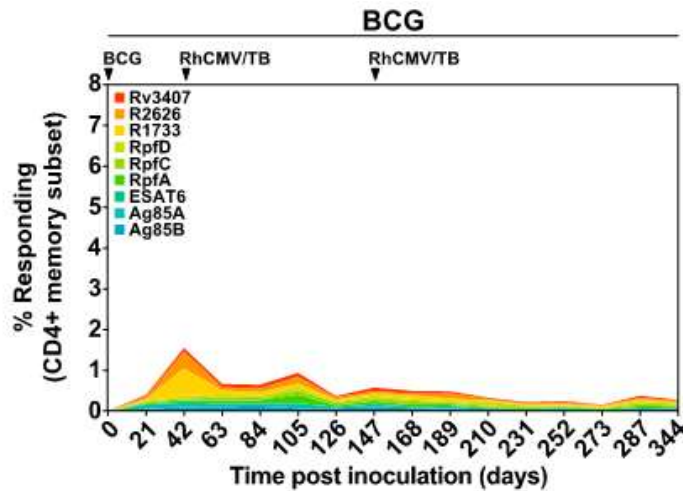 BCG
BCG
RhCMV/TB
RhCMV/TB
% Responding
(CD4+ memory subset)
8
7
6
5
4
3
2
1
0
Rv3407
R2626
R1733
RpfD
RpfC
RpfA
ESAT6
Ag85A
Ag85B
0
21
42
63
84
105
126
147
168
189
210
231
252
273
287
344
Time post inoculation (days)